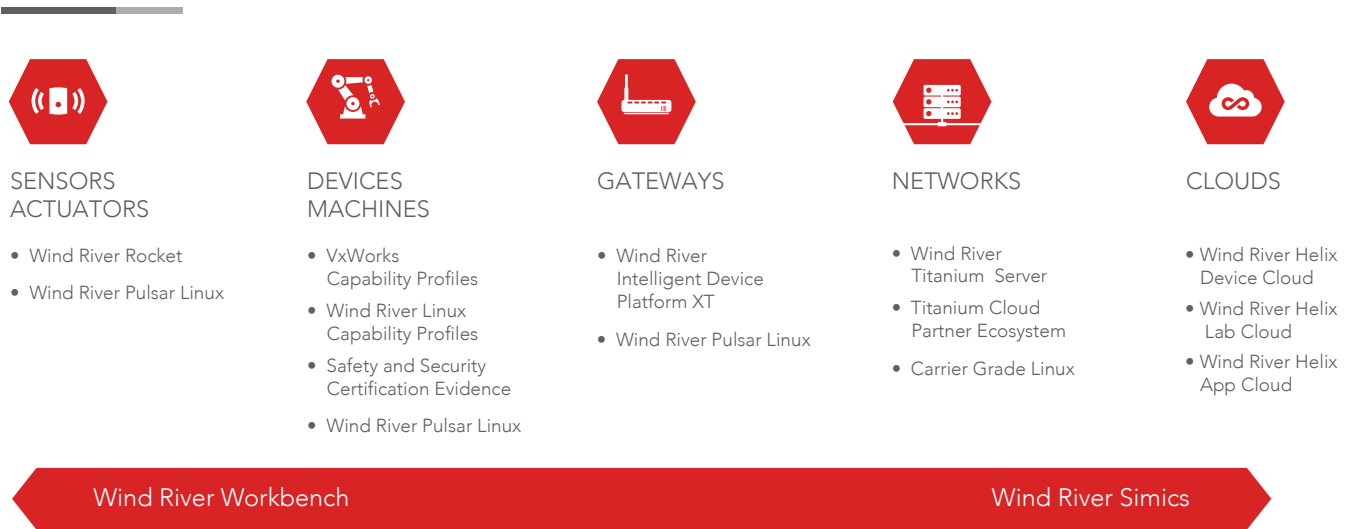 SENSORS
ACTUATORS
• Wind River Rocket
• Wind River Pulsar Linux
DEVICES
MACHINES
• VxWorks
Capability Profiles
• Wind River Linux
Capability Profiles
• Safety and Security
Certification Evidence
• Wind River Pulsar Linux
GATEWAYS
• Wind River
Intelligent Device
Platform XT
• Wind River Pulsar Linux
NETWORKS
• Wind River
Titanium Server
• Titanium Cloud
Partner Ecosystem
• Carrier Grade Linux
CLOUDS
• Wind River Helix
Device Cloud
• Wind River Helix
Lab Cloud
• Wind River Helix
App Cloud
Wind River Workbench
Wind River Simics